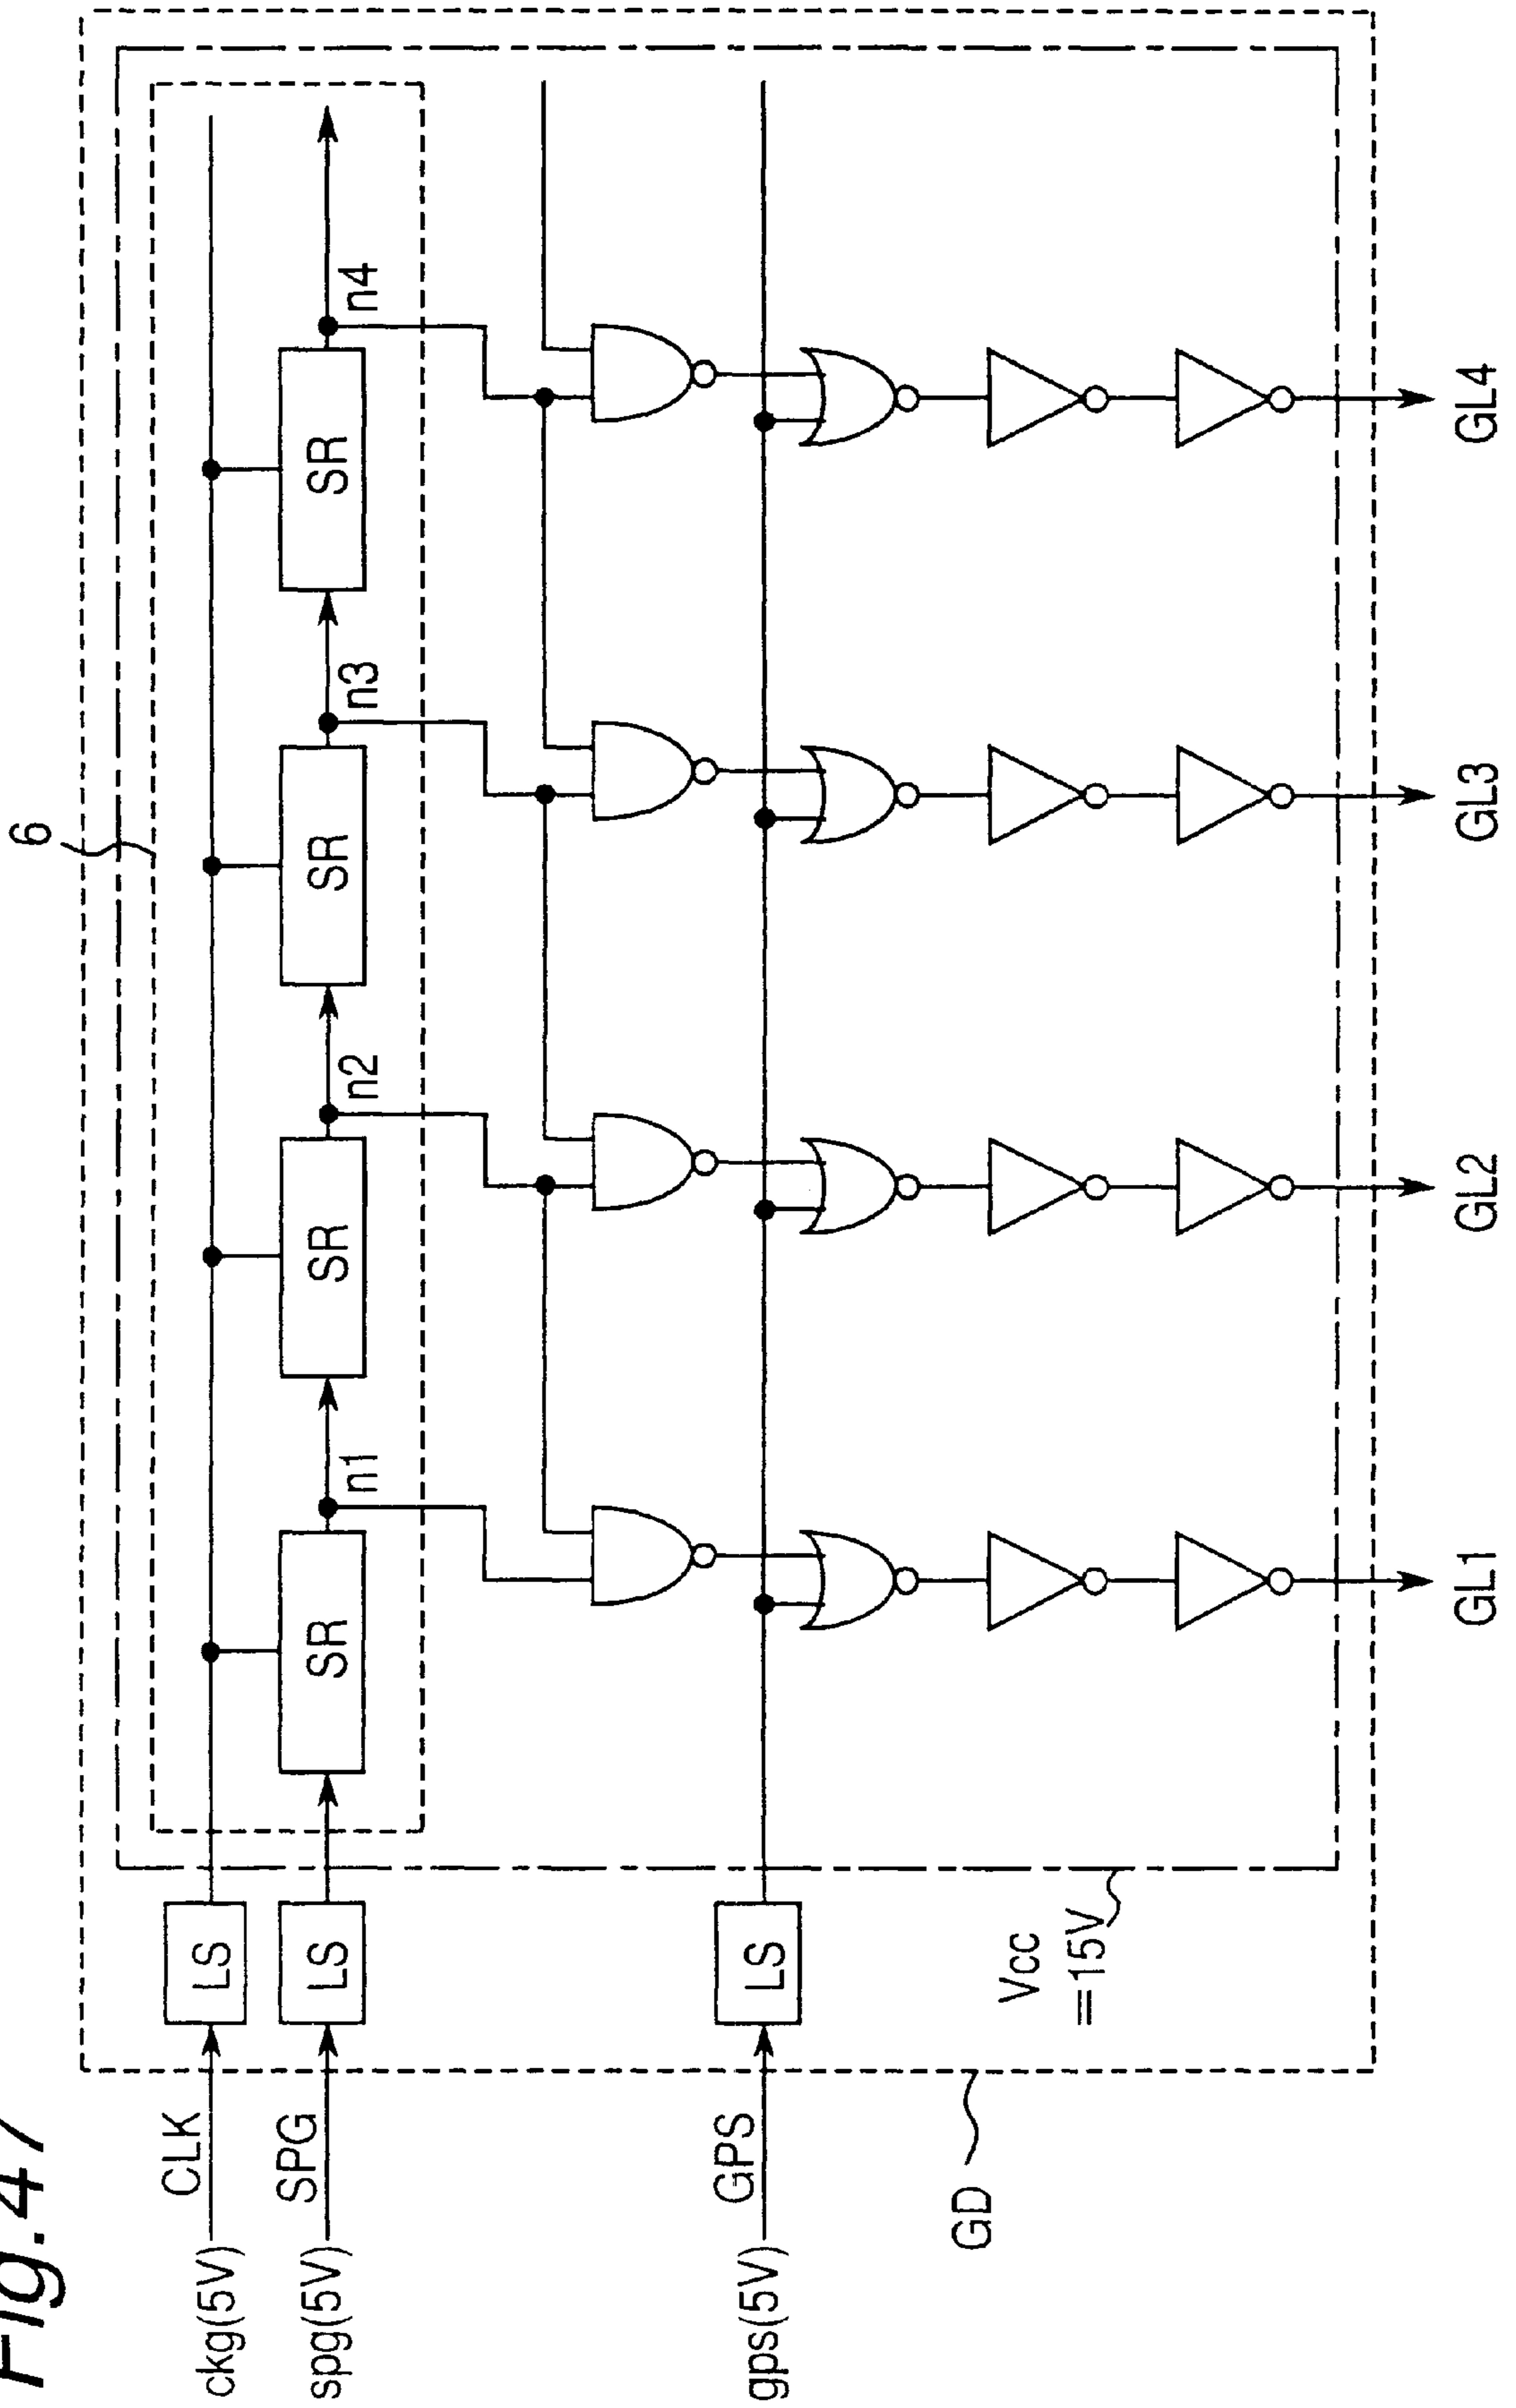 Fig.47
6
CLK
ckg(5V)
LS
SPG
spg(5V)
LS
SR
n1
SR
n2
SR
n3
SR
n4
GPS
gps(5V)
LS
Vcc
=15V
GD
GL1
GL2
GL3
GL4